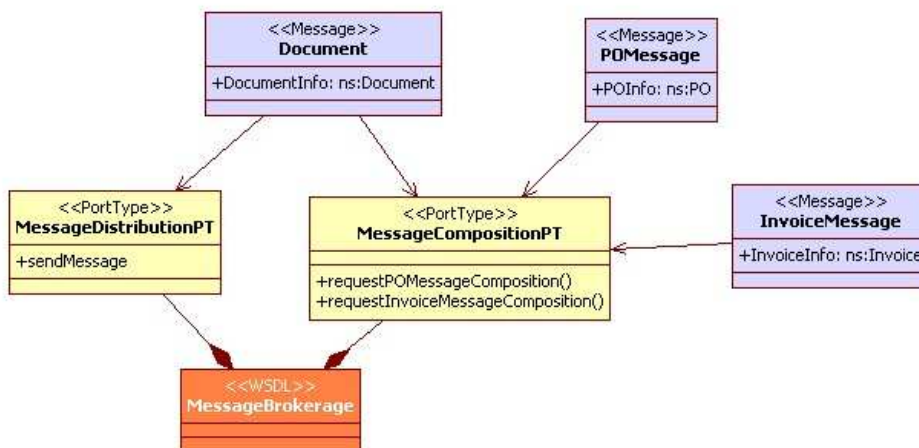 <<Message>>
Document
+DocumentInfo: ns:Document
<<Message>>
POMessage
+POInfo: ns:PO
<<PortType>>
MessageDistributionPT
+sendMessage
<<PortType>>
MessageCompositionPT
+requestPOMessageComposition()
+requestInvoiceMessageComposition()
<<Message>>
InvoiceMessage
+InvoiceInfo: ns:Invoice
<<WSDL>>
MessageBrokerage